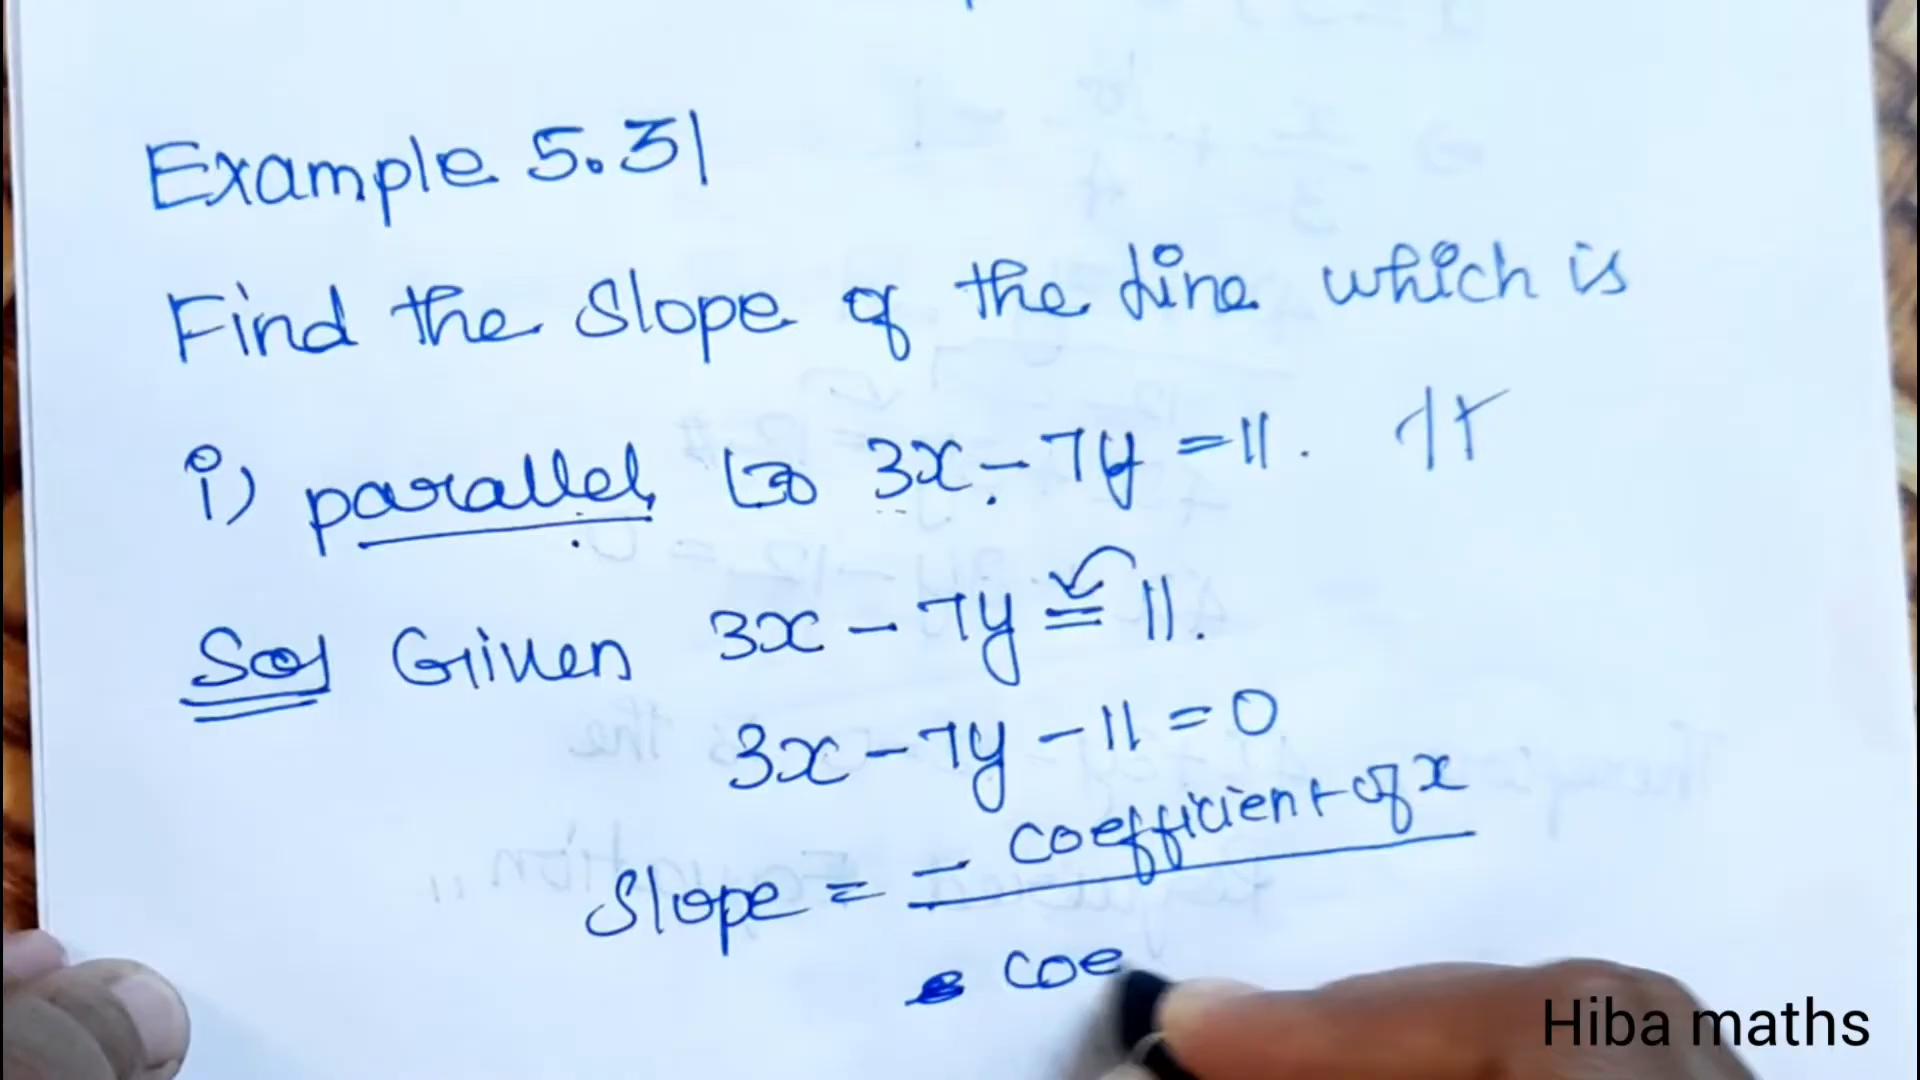 Example 5.31
Find the Slope of the line which is
i) parallel to 3x - 7y = 11.
Sol Given 3x - 7y = 11.
3x - 7y - 11 = 0
Slope = - coefficient of x
coe
Hiba maths